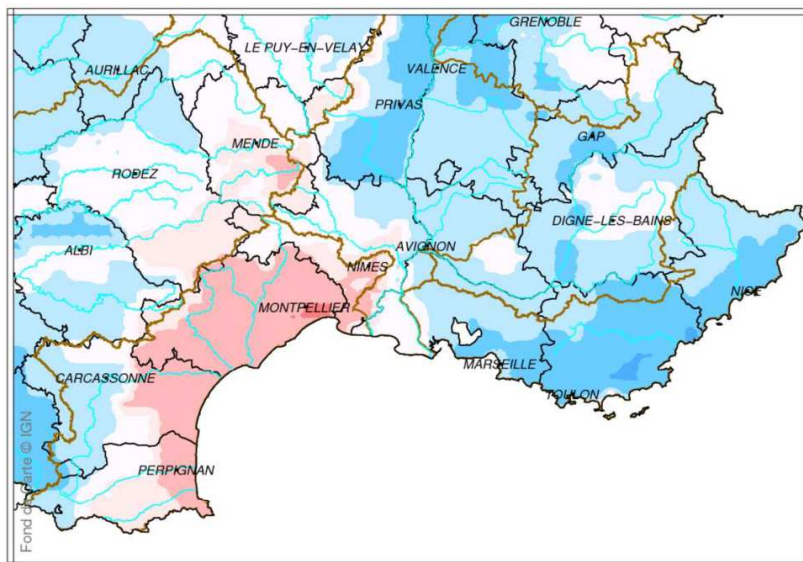 GRENOBLE
LE PUY-EN-VELAY
AURILLAC
VALENCE
PRIVAS
GAP
MENDE
RODEZ
DIGNE-LES-BAINS
ALBI
AVIGNON
NIMES
NICE
MONTPELLIER
MARSEILLE
CARCASSONNE
TOULON
PERPIGNAN
Fond de carte © IGN